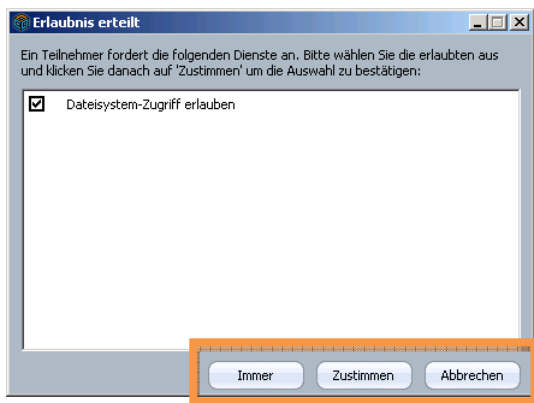 Erlaubnis erteilt
Ein Teilnehmer fordert die folgenden Dienste an. Bitte wählen Sie die erlaubten aus
und klicken Sie danach auf 'Zustimmen' um die Auswahl zu bestätigen:
Dateisystem-Zugriff erlauben
Immer Zustimmen Abbrechen